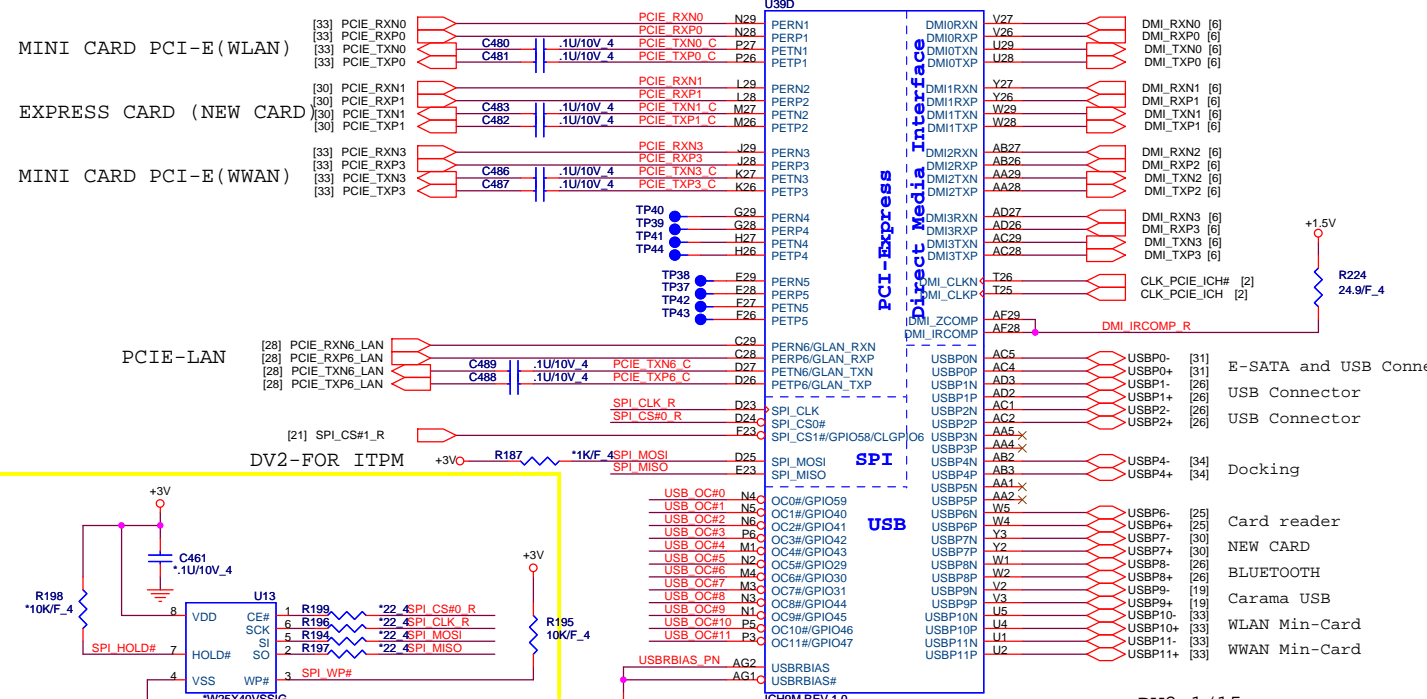 U39D
MINI CARD PCI-E(WLAN)
[33] PCIE_RXN0 PCIE_RXN0 N29 PERN1 DMI0RXN V27 DMI_RXN0 [6]
[33] PCIE_RXP0 PCIE_RXP0 N28 PERP1 DMI0RXP V26 DMI_RXP0 [6]
[33] PCIE_TXN0 C480 .1U/10V_4 PCIE_TXN0_C P27 PETN1 DMI0TXN U29 DMI_TXN0 [6]
[33] PCIE_TXP0 C481 .1U/10V_4 PCIE_TXP0_C P26 PETP1 DMI0TXP U28 DMI_TXP0 [6]
EXPRESS CARD (NEW CARD)
[30] PCIE_RXN1 PCIE_RXN1 L29 PERN2 DMI1RXN Y27 DMI_RXN1 [6]
[30] PCIE_RXP1 PCIE_RXP1 L28 PERP2 DMI1RXP Y26 DMI_RXP1 [6]
[30] PCIE_TXN1 C483 .1U/10V_4 PCIE_TXN1_C M27 PETN2 DMI1TXN W29 DMI_TXN1 [6]
[30] PCIE_TXP1 C482 .1U/10V_4 PCIE_TXP1_C M26 PETP2 DMI1TXP W28 DMI_TXP1 [6]
MINI CARD PCI-E(WWAN)
[33] PCIE_RXN3 PCIE_RXN3 J29 PERN3 DMI2RXN AB27 DMI_RXN2 [6]
[33] PCIE_RXP3 PCIE_RXP3 J28 PERP3 DMI2RXP AB26 DMI_RXP2 [6]
[33] PCIE_TXN3 C486 .1U/10V_4 PCIE_TXN3_C K27 PETN3 DMI2TXN AA29 DMI_TXN2 [6]
[33] PCIE_TXP3 C487 .1U/10V_4 PCIE_TXP3_C K26 PETP3 DMI2TXP AA28 DMI_TXP2 [6]
TP40 G29 PERN4 DMI3RXN AD27 DMI_RXN3 [6]
TP39 G28 PERP4 DMI3RXP AD26 DMI_RXP3 [6]
TP41 H27 PETN4 DMI3TXN AC29 DMI_TXN3 [6]
TP44 H26 PETP4 DMI3TXP AC28 DMI_TXP3 [6]
PCI-Express
Direct Media Interface
+1.5V
R224
24.9/F_4
TP38 E29 PERN5 DMI_CLKN T26 CLK_PCIE_ICH# [2]
TP37 E28 PERP5 DMI_CLKP T25 CLK_PCIE_ICH [2]
TP42 F27 PETN5
TP43 F26 PETP5 DMI_ZCOMP AF29
DMI_IRCOMP AF28 DMI_IRCOMP_R
PCIE-LAN
[28] PCIE_RXN6_LAN C29 PERN6/GLAN_RXN
[28] PCIE_RXP6_LAN C28 PERP6/GLAN_RXP USBP0N AC5 USBP0- [31]
[28] PCIE_TXN6_LAN C489 .1U/10V_4 PCIE_TXN6_C D27 PETN6/GLAN_TXN USBP0P AC4 USBP0+ [31] E-SATA and USB Conne
[28] PCIE_TXP6_LAN C488 .1U/10V_4 PCIE_TXP6_C D26 PETP6/GLAN_TXP USBP1N AD3 USBP1- [26]
USBP1P AD2 USBP1+ [26] USB Connector
SPI_CLK_R D23 SPI_CLK USBP2N AC1 USBP2- [26]
SPI_CS#0_R D24 SPI_CS0# USBP2P AC2 USBP2+ [26] USB Connector
[21] SPI_CS#1_R F23 SPI_CS1#/GPIO58/CLGPIO6 USBP3N AA5
USBP3P AA4
DV2-FOR ITPM +3V R187 *1K/F_4 SPI_MOSI D25 SPI_MOSI SPI USBP4N AB2 USBP4- [34]
SPI_MISO E23 SPI_MISO USBP4P AB3 USBP4+ [34] Docking
USBP5N AA1
USB_OC#0 N4 OC0#/GPIO59 USBP5P AA2
USB_OC#1 N5 OC1#/GPIO40 USBP6N W5 USBP6- [25]
USB_OC#2 N6 OC2#/GPIO41 USB USBP6P W4 USBP6+ [25] Card reader
USB_OC#3 P6 OC3#/GPIO42 USBP7N Y3 USBP7- [30]
USB_OC#4 M1 OC4#/GPIO43 USBP7P Y2 USBP7+ [30] NEW CARD
USB_OC#5 N2 OC5#/GPIO29 USBP8N W1 USBP8- [26]
USB_OC#6 M4 OC6#/GPIO30 USBP8P W2 USBP8+ [26] BLUETOOTH
USB_OC#7 M3 OC7#/GPIO31 USBP9N V2 USBP9- [19]
USB_OC#8 N3 OC8#/GPIO44 USBP9P V3 USBP9+ [19] Carama USB
USB_OC#9 N1 OC9#/GPIO45 USBP10N U5 USBP10- [33]
USB_OC#10 P5 OC10#/GPIO46 USBP10P U4 USBP10+ [33] WLAN Min-Card
USB_OC#11 P3 OC11#/GPIO47 USBP11N U1 USBP11- [33]
USBP11P U2 USBP11+ [33] WWAN Min-Card
USBRBIAS_PN AG2 USBRBIAS
AG1 USBRBIAS#
ICH9M REV 1.0
+3V
C461
*.1U/10V_4
+3V
R198
*10K/F_4
U13
8 VDD CE# 1 R199 *22_4 SPI_CS#0_R
SCK 6 R196 *22_4 SPI_CLK_R
SI 5 R194 *22_4 SPI_MOSI
SPI_HOLD# 7 HOLD# SO 2 R197 *22_4 SPI_MISO
R195
10K/F_4
4 VSS WP# 3 SPI_WP#
*W25X40VSSIG